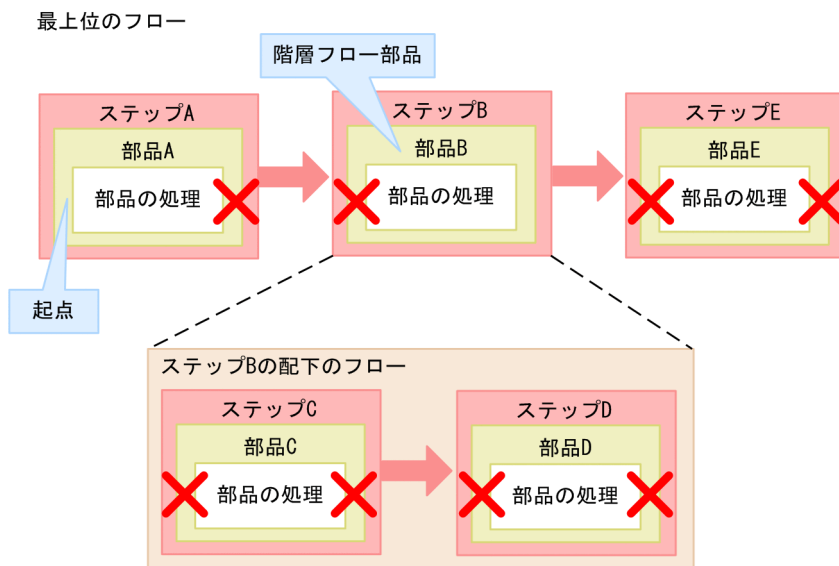 最上位のフロー
階層フロー部品
ステップA
部品A
部品の処理
起点
ステップB
部品B
部品の処理
ステップE
部品E
部品の処理
ステップBの配下のフロー
ステップC
部品C
部品の処理
ステップD
部品D
部品の処理